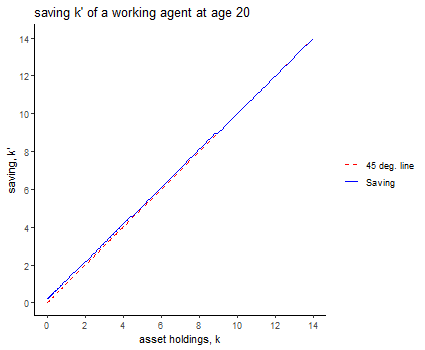 saving k' of a working agent at age 20
saving, k'
14
12
10
8
6
4
2
0
0 2 4 6 8 10 12 14
asset holdings, k
45 deg. line
Saving